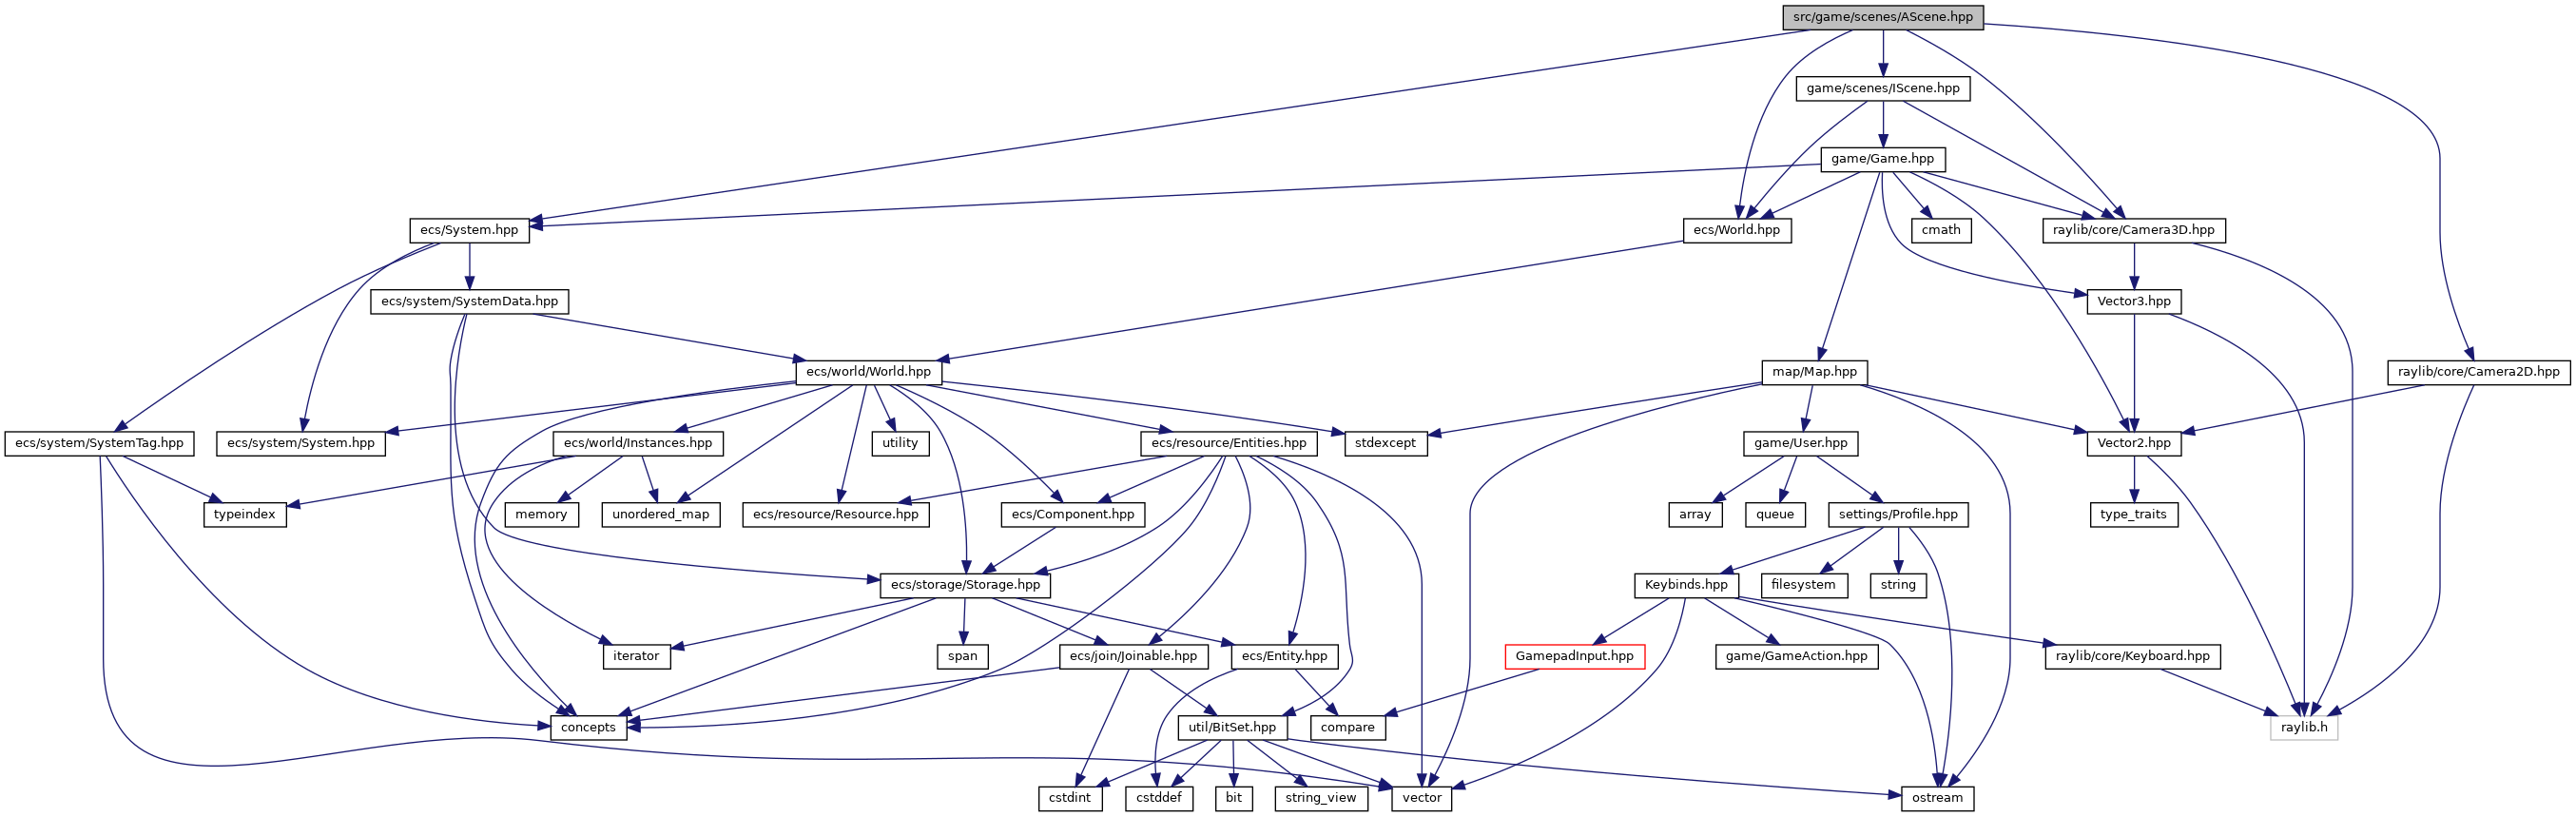 src/game/scenes/AScene.hpp
game/scenes/IScene.hpp
game/Game.hpp
ecs/System.hpp
ecs/World.hpp
cmath
raylib/core/Camera3D.hpp
ecs/system/SystemData.hpp
Vector3.hpp
ecs/world/World.hpp
map/Map.hpp
raylib/core/Camera2D.hpp
ecs/system/SystemTag.hpp
ecs/system/System.hpp
ecs/world/Instances.hpp
utility
ecs/resource/Entities.hpp
stdexcept
game/User.hpp
Vector2.hpp
typeindex
memory
unordered_map
ecs/resource/Resource.hpp
ecs/Component.hpp
array
queue
settings/Profile.hpp
type_traits
ecs/storage/Storage.hpp
Keybinds.hpp
filesystem
string
iterator
span
ecs/join/Joinable.hpp
ecs/Entity.hpp
GamepadInput.hpp
game/GameAction.hpp
raylib/core/Keyboard.hpp
concepts
util/BitSet.hpp
compare
raylib.h
cstdint
cstddef
bit
string_view
vector
ostream